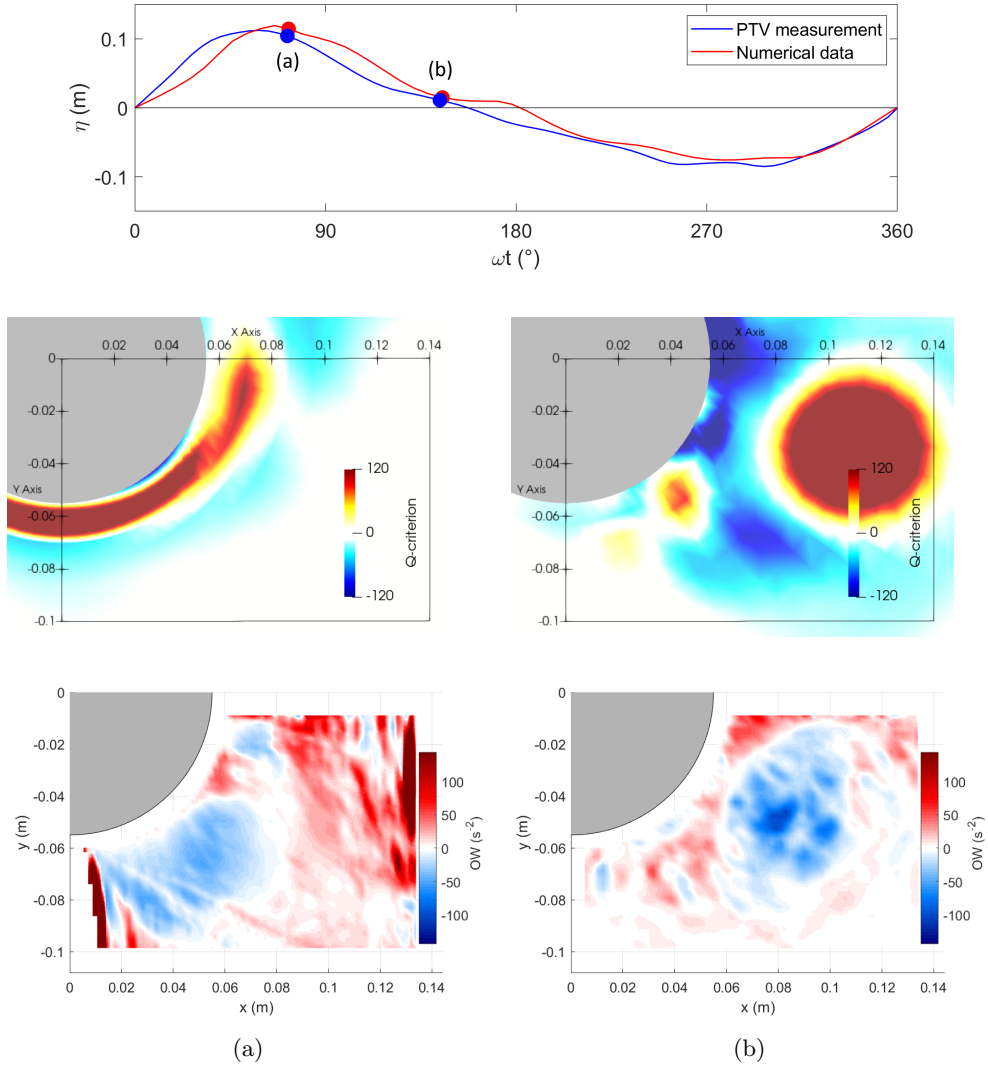 0.1
0
-0.1
η (m)
PTV measurement
Numerical data
(a)
(b)
0 90 180 270 360
ωt (°)
X Axis
0.02 0.04 0.06 0.08 0.1 0.12 0.14
0
-0.02
-0.04
Y Axis
-0.06
-0.08
-0.1
120
0
-120
Q-criterion
X Axis
0.02 0.04 0.06 0.08 0.1 0.12 0.14
0
-0.02
-0.04
Y Axis
-0.06
-0.08
-0.1
120
0
-120
Q-criterion
0
-0.02
-0.04
-0.06
-0.08
-0.1
y (m)
0 0.02 0.04 0.06 0.08 0.1 0.12 0.14
x (m)
100
50
0
-50
-100
OW (s⁻²)
0
-0.02
-0.04
-0.06
-0.08
-0.1
y (m)
0 0.02 0.04 0.06 0.08 0.1 0.12 0.14
x (m)
100
50
0
-50
-100
OW (s⁻²)
(a)
(b)